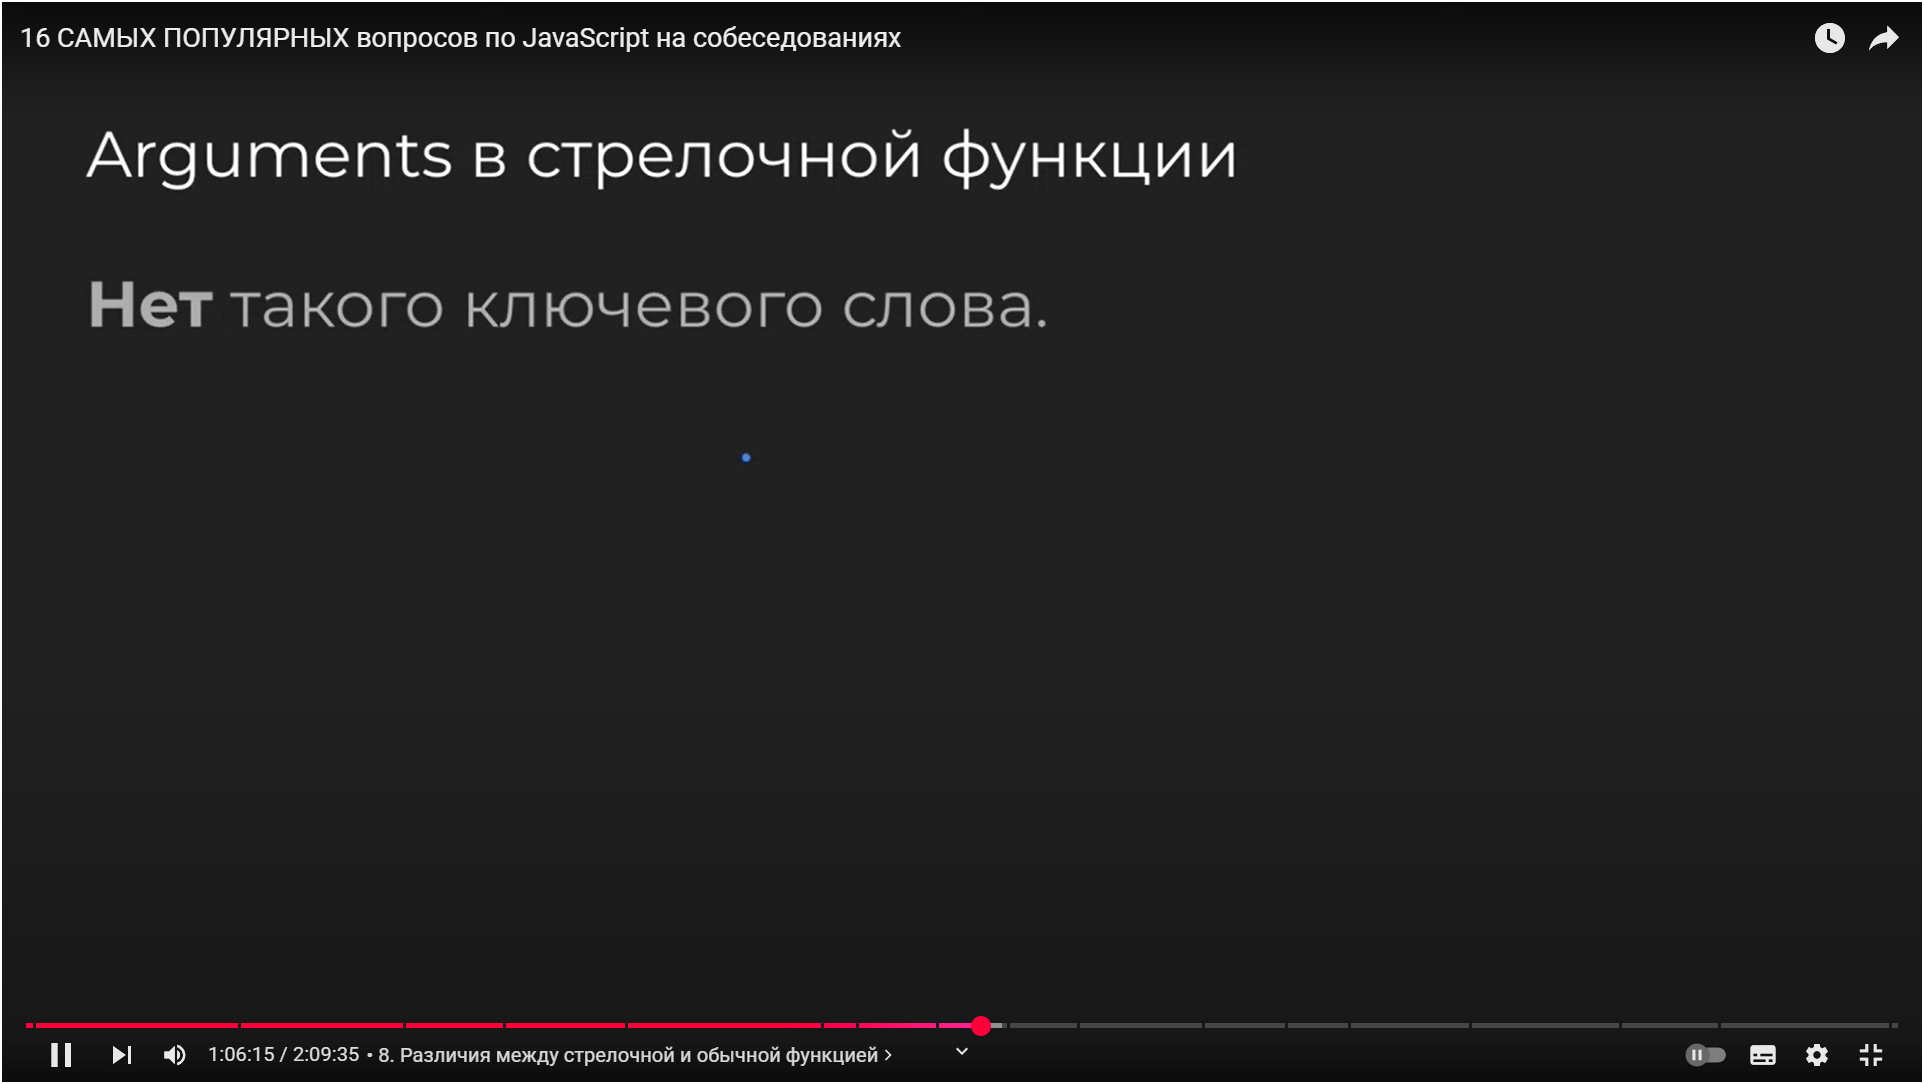 16 САМЫХ ПОПУЛЯРНЫХ вопросов по JavaScript на собеседованиях
Arguments в стрелочной функции
Нет такого ключевого слова.
1:06:15 / 2:09:35 • 8. Различия между стрелочной и обычной функцией